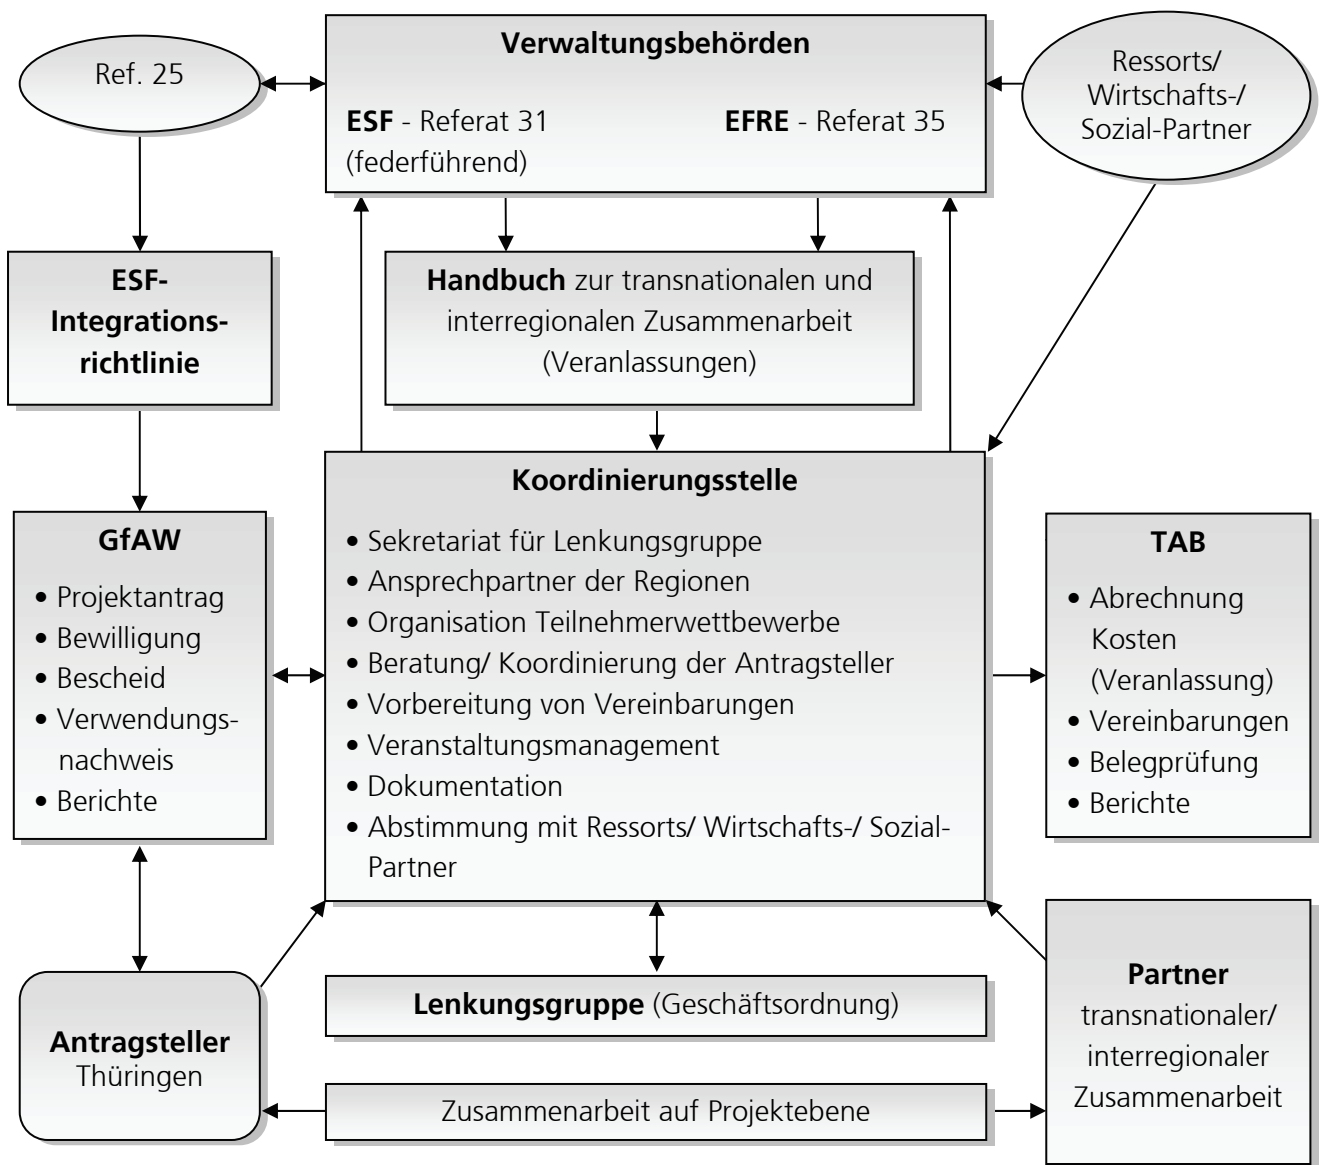 Ref. 25
Verwaltungsbehörden
ESF - Referat 31
(federführend)
EFRE - Referat 35
Ressorts/
Wirtschafts-/
Sozial-Partner
ESF-
Integrations-
richtlinie
Handbuch zur transnationalen und
interregionalen Zusammenarbeit
(Veranlassungen)
GfAW
• Projektantrag
• Bewilligung
• Bescheid
• Verwendungs-
nachweis
• Berichte
Koordinierungsstelle
• Sekretariat für Lenkungsgruppe
• Ansprechpartner der Regionen
• Organisation Teilnehmerwettbewerbe
• Beratung/ Koordinierung der Antragsteller
• Vorbereitung von Vereinbarungen
• Veranstaltungsmanagement
• Dokumentation
• Abstimmung mit Ressorts/ Wirtschafts-/ Sozial-
Partner
TAB
• Abrechnung
Kosten
(Veranlassung)
• Vereinbarungen
• Belegprüfung
• Berichte
Antragsteller
Thüringen
Lenkungsgruppe (Geschäftsordnung)
Zusammenarbeit auf Projektebene
Partner
transnationaler/
interregionaler
Zusammenarbeit